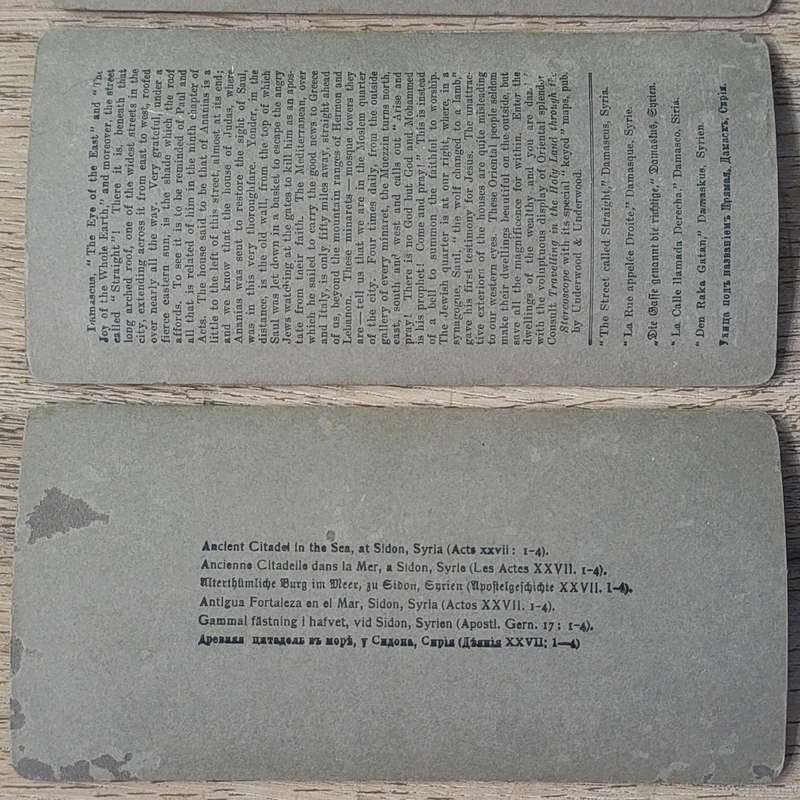 Damascus, "The Eye of the East" and "The
Joy of the Whole Earth," and moreover, the street
called "Straight"! There it is, beneath that
long arched roof, one of the widest streets in the
city, extending across it from east to west, roofed
over nearly all the way. Very grateful, under a
fierce eastern sun, is the shade which the roof
affords. To see it is to be reminded of Paul and
all that is related of him in the ninth chapter of
Acts. The house said to be that of Ananias is a
little to the left of this street, almost at its end;
and we know that the house of Judas, where
Ananias was sent to restore the sight of Saul,
was in this very thoroughfare. Yonder, in the
distance, is the old wall from the top of which
Saul was let down in a basket to escape the angry
Jews watching at the gates to kill him as an apos-
tate from their faith. The Mediterranean, over
which he sailed to carry the good news to Greece
and Italy, is only fifty miles away, straight ahead
of us, beyond the mountain verges of Hermon and
Lebanon. These minarets—mosque towers they
are—tell us that we are in the Moslem quarter
of the city. Four times daily, from the outside
gallery of every minaret, the Muezzin turns north,
east, south and west and calls out "Arise and
pray! There is no God but God and Mohammed
is his prophet. Come and pray." This is instead
of a bell to summon the faithful to worship.
The Jewish quarter is at our right, where, in a
synagogue, Saul, "the wolf changed to a lamb,"
gave his first testimony for Jesus. The unattrac-
tive exteriors of the houses are quite misleading
to our western eyes. These Oriental people seldom
make their dwellings beautiful on the outside, but
save all the magnificence for within. Enter the
dwellings of the wealthy and you are
with the voluptuous display of Oriental splendor.
Consult Travelling in the Holy Land through the
Stereoscope with its special "keyed" maps, pub.
by Underwood & Underwood.
"The Street called Straight," Damascus, Syria.
"La Rue appelée Droite," Damasque, Syrie.
„Die Gasse genannt die richtige," Damaskus, Syrien.
"La Calle llamada Derecha," Damasco, Siria.
"Den Raka Gatan," Damaskus, Syrien.
Улица подъ названіемъ Прямая, Дамаскъ, Сирія.
Ancient Citadel in the Sea, at Sidon, Syria (Acts xxvii: 1-4).
Ancienne Citadelle dans la Mer, a Sidon, Syrie (Les Actes XXVII. 1-4).
Alterthümliche Burg im Meer, zu Sidon, Syrien (Apostelgeschichte XXVII. 1-4).
Antigua Fortaleza en el Mar, Sidon, Syria (Actos XXVII. 1-4).
Gammal fästning i hafvet, vid Sidon, Syrien (Apostl. Gern. 17: 1-4).
Древняя цитадель въ морѣ, у Сидона, Сирія (Дѣянія XXVII; 1—4)